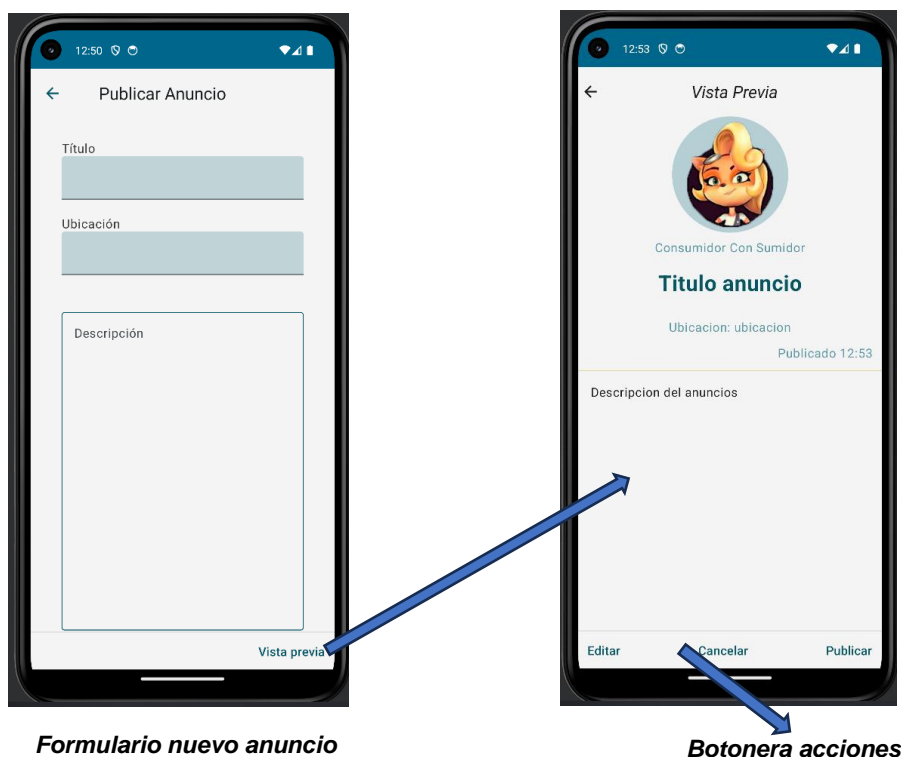 12:50
Publicar Anuncio
Título
Ubicación
Descripción
Vista previa
Formulario nuevo anuncio
12:53
Vista Previa
Consumidor Con Sumidor
Titulo anuncio
Ubicacion: ubicacion
Publicado 12:53
Descripcion del anuncios
Editar Cancelar Publicar
Botonera acciones